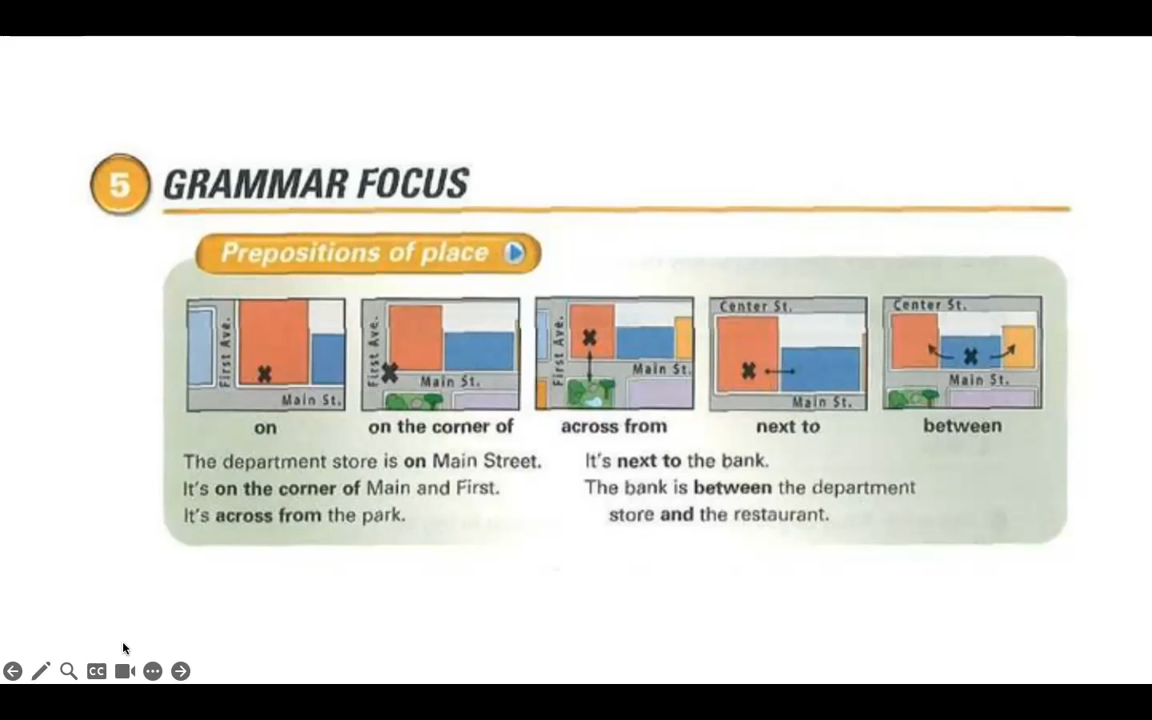 5 GRAMMAR FOCUS
Prepositions of place
First Ave.
Main St.
on
First Ave.
Main St.
on the corner of
First Ave.
Main St.
across from
Center St.
Main St.
next to
Center St.
Main St.
between
The department store is on Main Street.
It's on the corner of Main and First.
It's across from the park.
It's next to the bank.
The bank is between the department
store and the restaurant.
CC